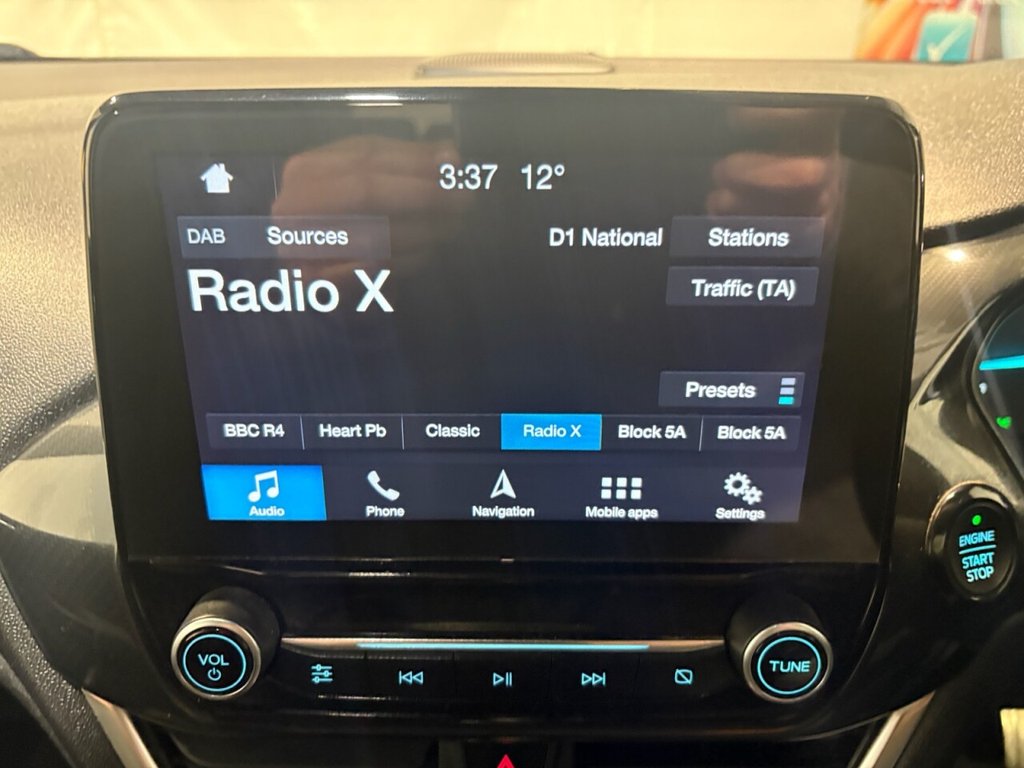 3:37 12°
DAB Sources D1 National Stations
Radio X Traffic (TA)
Presets
BBC R4 Heart Pb Classic Radio X Block 5A Block 5A
Audio Phone Navigation Mobile apps Settings
ENGINE
START
STOP
VOL TUNE